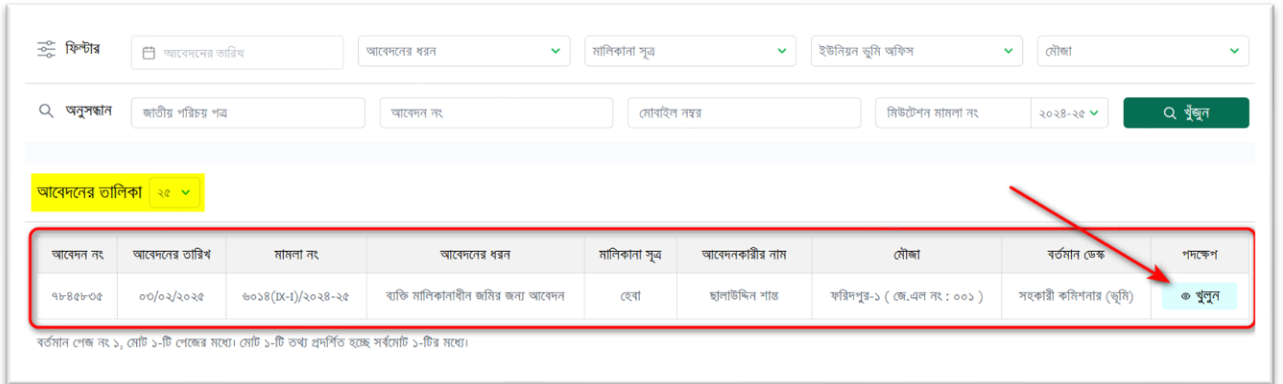 ফিল্টার আবেদনের তারিখ আবেদনের ধরন মালিকানা সূত্র ইউনিয়ন ভূমি অফিস মৌজা
অনুসন্ধান জাতীয় পরিচয় পত্র আবেদন নং মোবাইল নম্বর মিউটেশন মামলা নং ২০২৪-২৫ খুঁজুন
আবেদনের তালিকা ২৫
আবেদন নং আবেদনের তারিখ মামলা নং আবেদনের ধরন মালিকানা সূত্র আবেদনকারীর নাম মৌজা বর্তমান ডেস্ক পদক্ষেপ
৭৮৪৫৮৩৫ ০৩/০২/২০২৫ ৬০১৪(IX-I)/২০২৪-২৫ ব্যক্তি মালিকানাধীন জমির জন্য আবেদন হেবা ছালাউদ্দিন শান্ত ফরিদপুর-১ ( জে.এল নং : ০০১ ) সহকারী কমিশনার (ভূমি) খুলুন
বর্তমান পেজ নং ১, মোট ১-টি পেজের মধ্যে। মোট ১-টি তথ্য প্রদর্শিত হচ্ছে সর্বমোট ১-টির মধ্যে।